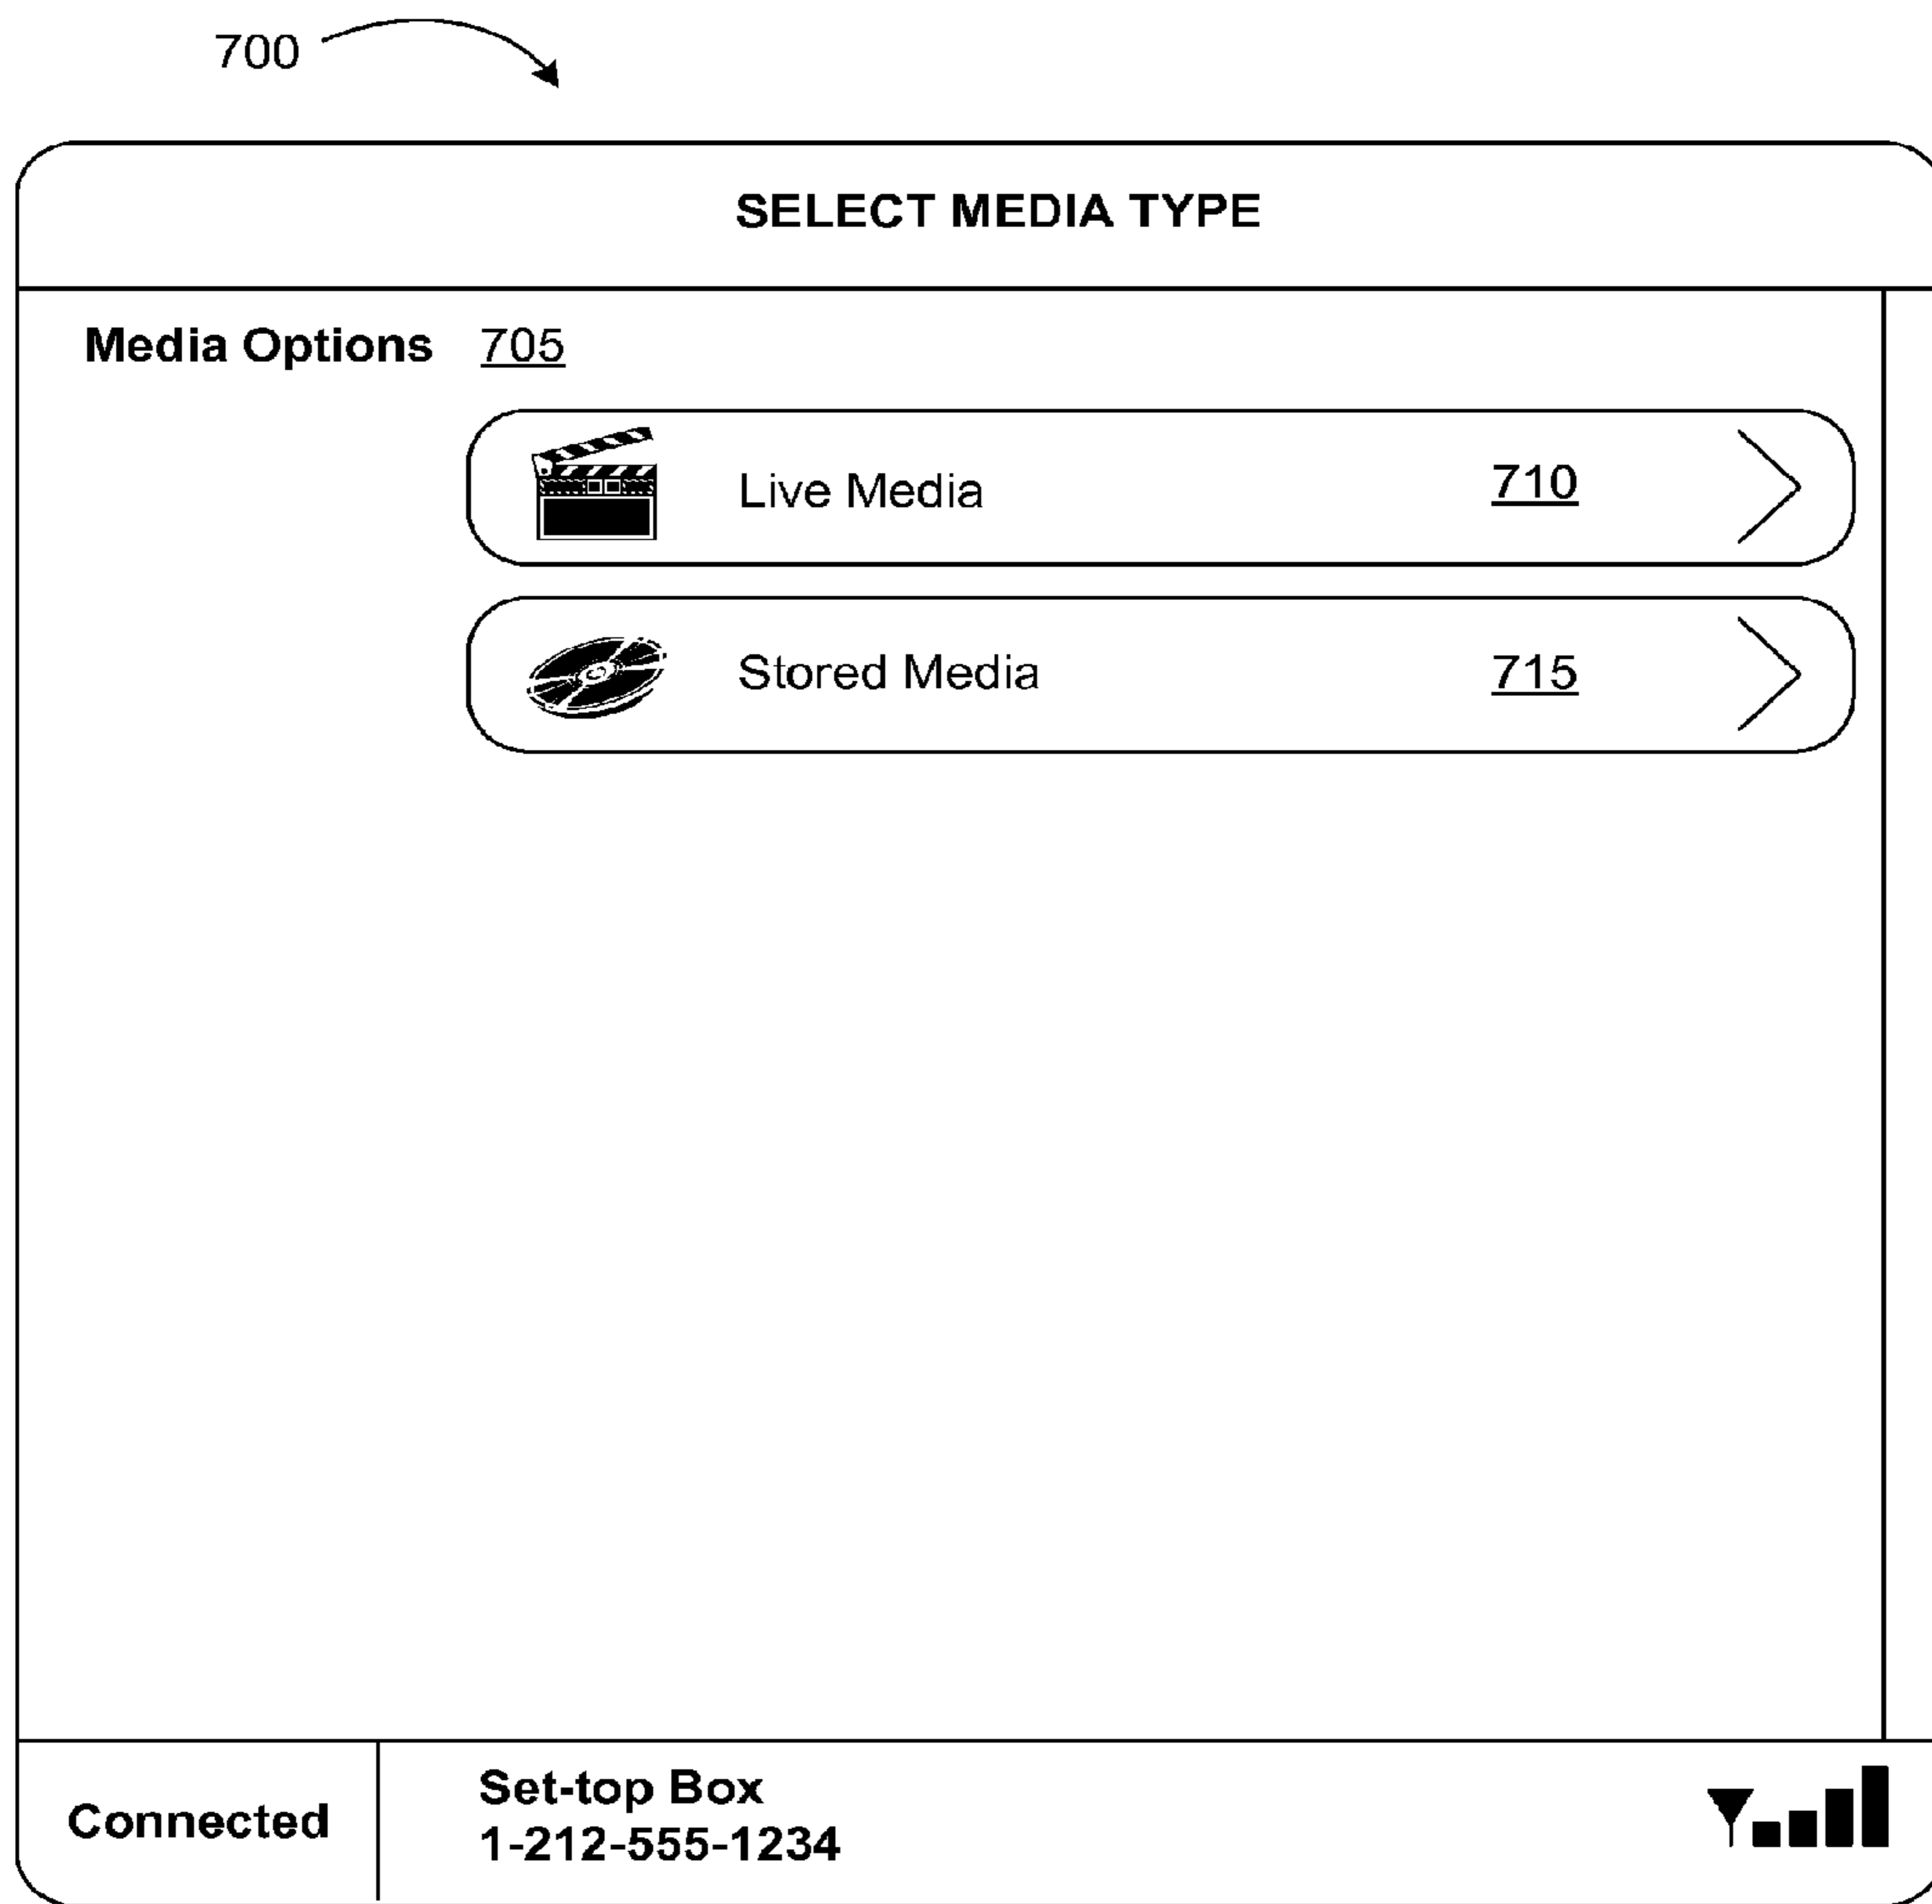 700
SELECT MEDIA TYPE
Media Options 705
Live Media 710
Stored Media 715
Connected
Set-top Box
1-212-555-1234